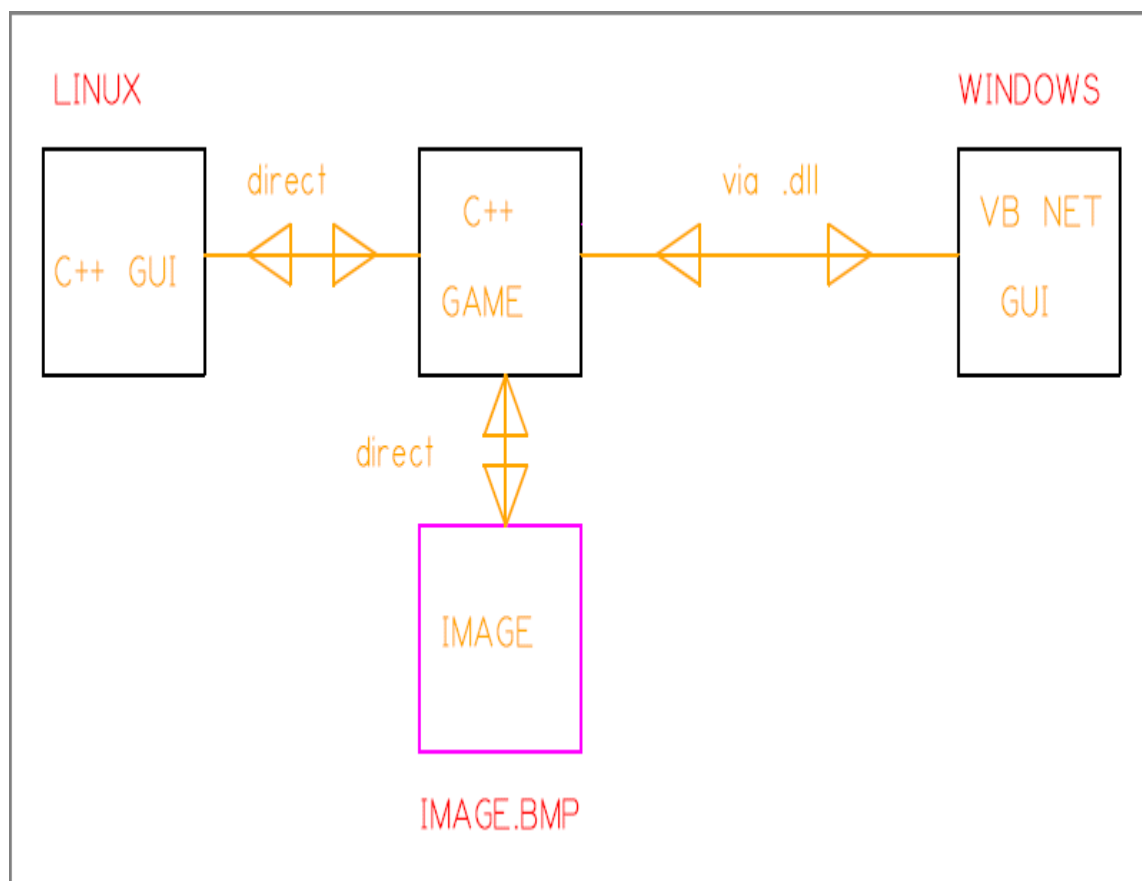 LINUX
WINDOWS
direct
via .dll
C++ GUI
C++
GAME
VB NET
GUI
direct
IMAGE
IMAGE.BMP